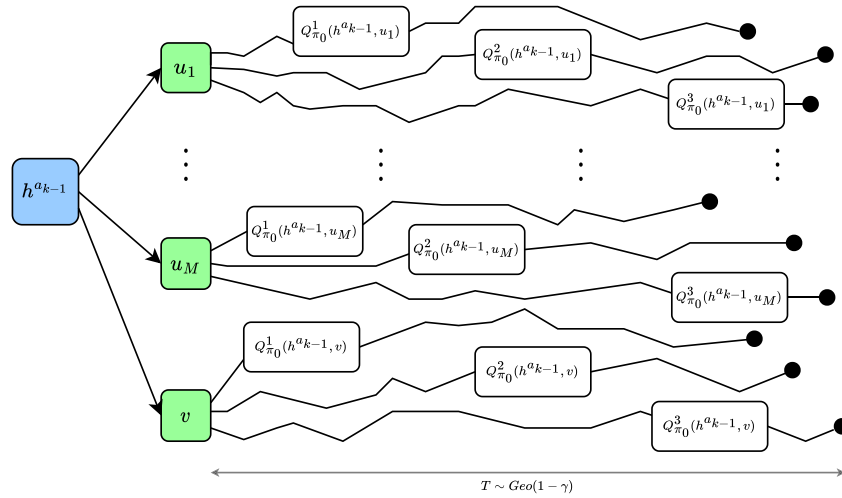 Q^1_{π_0}(h^{a_{k-1}}, u_1)
Q^2_{π_0}(h^{a_{k-1}}, u_1)
u_1
Q^3_{π_0}(h^{a_{k-1}}, u_1)
h^{a_{k-1}}
Q^1_{π_0}(h^{a_{k-1}}, u_M)
Q^2_{π_0}(h^{a_{k-1}}, u_M)
u_M
Q^3_{π_0}(h^{a_{k-1}}, u_M)
Q^1_{π_0}(h^{a_{k-1}}, v)
Q^2_{π_0}(h^{a_{k-1}}, v)
v
Q^3_{π_0}(h^{a_{k-1}}, v)
T ∼ Geo(1 − γ)